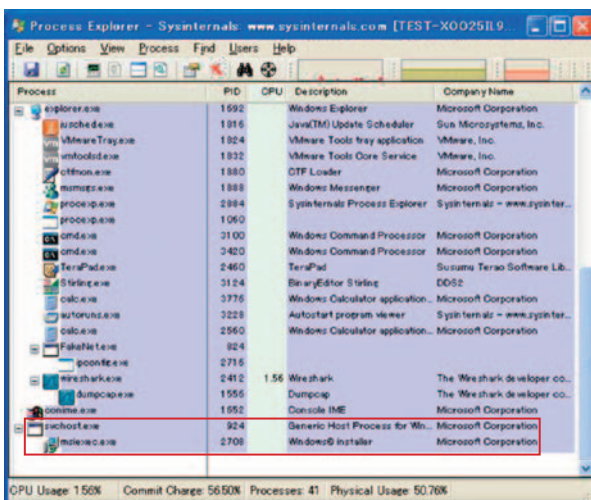 Process Explorer - Sysinternals: www.sysinternals.com [TEST-X0025IL9...
File Options View Process Find Users Help
Process PID CPU Description Company Name
explorer.exe 1692 Windows Explorer Microsoft Corporation
jusched.exe 1816 Java(TM) Update Scheduler Sun Microsystems, Inc.
VMwareTray.exe 1824 VMware Tools tray application VMware, Inc.
vmtoolsd.exe 1832 VMware Tools Core Service VMware, Inc.
ctfmon.exe 1880 CTF Loader Microsoft Corporation
msmsgs.exe 1888 Windows Messenger Microsoft Corporation
procexp.exe 2884 Sysinternals Process Explorer Sysinternals - www.sysinter...
procexp.exe 1060
cmd.exe 3100 Windows Command Processor Microsoft Corporation
cmd.exe 3420 Windows Command Processor Microsoft Corporation
TeraPad.exe 2460 TeraPad Susumu Terao Software Lib...
Stirling.exe 3124 BinaryEditor Stirling DDS2
calc.exe 3776 Windows Calculator application... Microsoft Corporation
autoruns.exe 3228 Autostart program viewer Sysinternals - www.sysinter...
calc.exe 2560 Windows Calculator application... Microsoft Corporation
FakeNet.exe 824
ipconfig.exe 2716
wireshark.exe 2412 1.56 Wireshark The Wireshark developer co...
dumpcap.exe 1556 Dumpcap The Wireshark developer co...
conime.exe 1652 Console IME Microsoft Corporation
svchost.exe 924 Generic Host Process for Win... Microsoft Corporation
msiexec.exe 2708 Windows® installer Microsoft Corporation
CPU Usage: 1.56% Commit Charge: 56.50% Processes: 41 Physical Usage: 50.76%